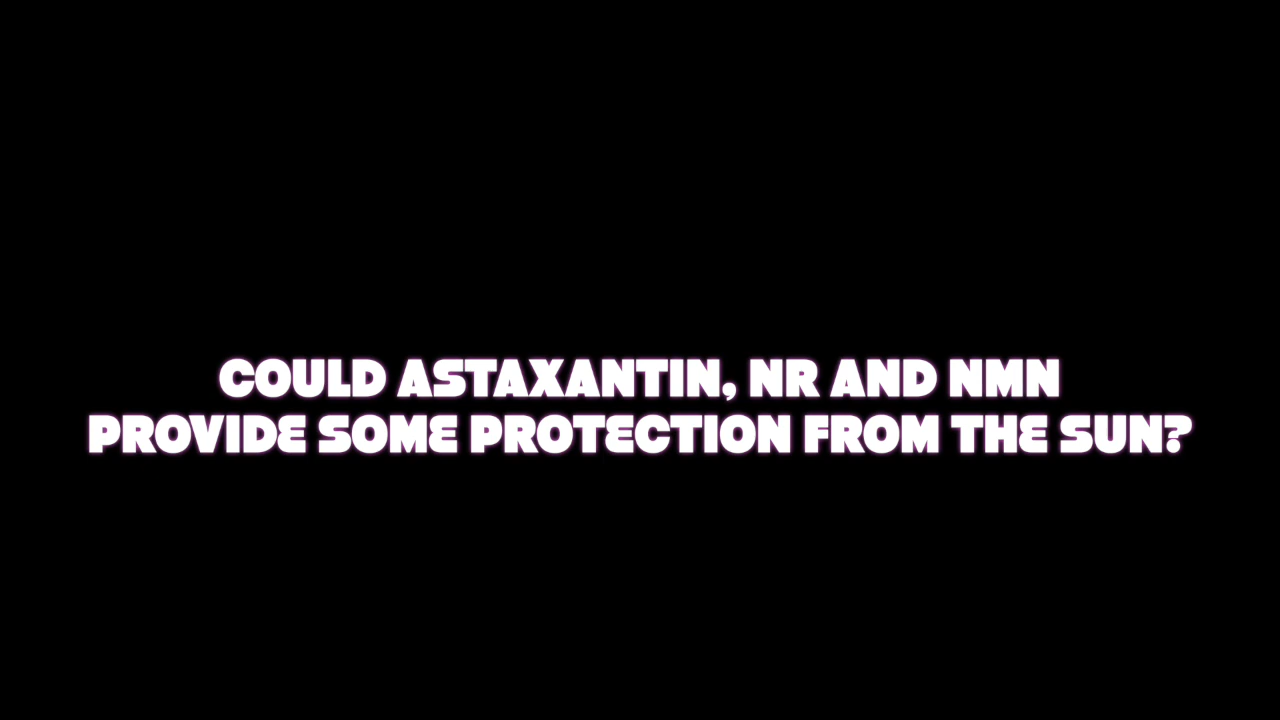 COULD ASTAXANTIN, NR AND NMN
PROVIDE SOME PROTECTION FROM THE SUN?